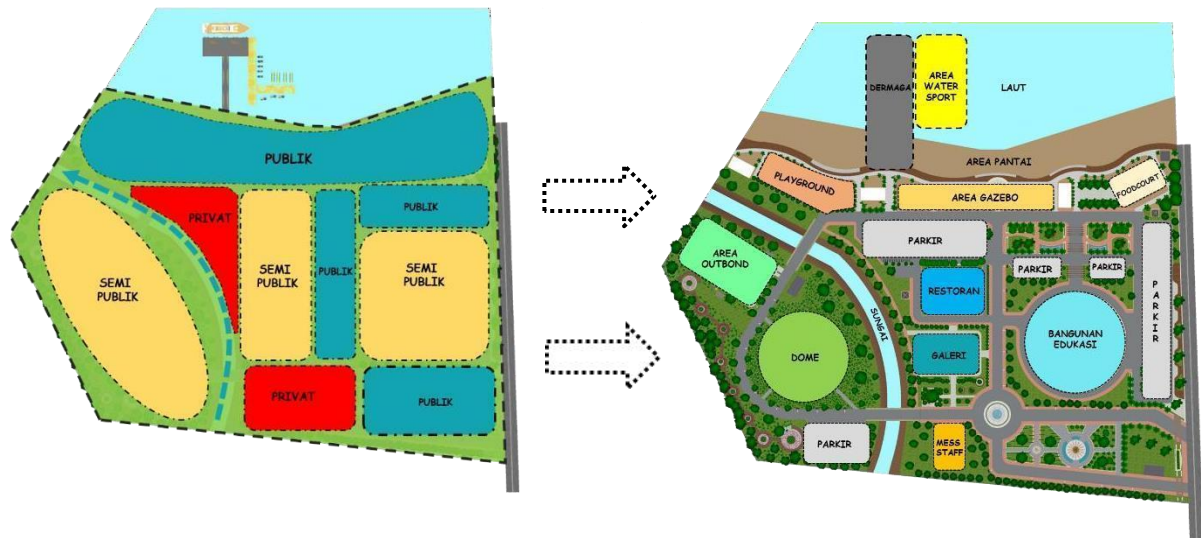 PUBLIK
PRIVAT
PUBLIK
SEMI
PUBLIK
SEMI
PUBLIK
PUBLIK
SEMI
PUBLIK
PRIVAT
PUBLIK
DERMAGA
AREA
WATER
SPORT
LAUT
AREA PANTAI
PLAYGROUND
AREA GAZEBO
FOODCOURT
AREA
OUTBOND
PARKIR
PARKIR
PARKIR
PARKIR
RESTORAN
SUNGAI
BANGUNAN
EDUKASI
DOME
GALERI
PARKIR
MESS
STAFF